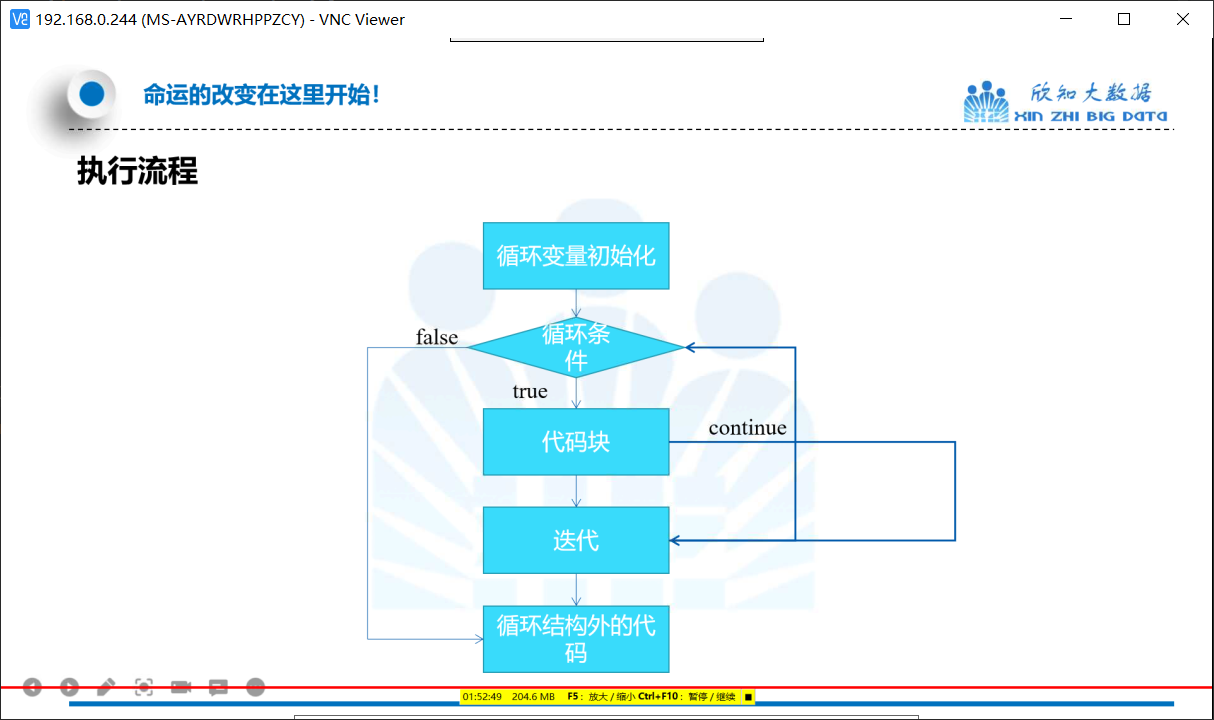 192.168.0.244 (MS-AYRDWRHPPZCY) - VNC Viewer
命运的改变在这里开始!
欣知大数据
XIN ZHI BIG DATA
执行流程
循环变量初始化
false
循环条
件
true
代码块
continue
迭代
循环结构外的代
码
01:52:49 204.6 MB F5：放大 / 缩小 Ctrl+F10：暂停 / 继续